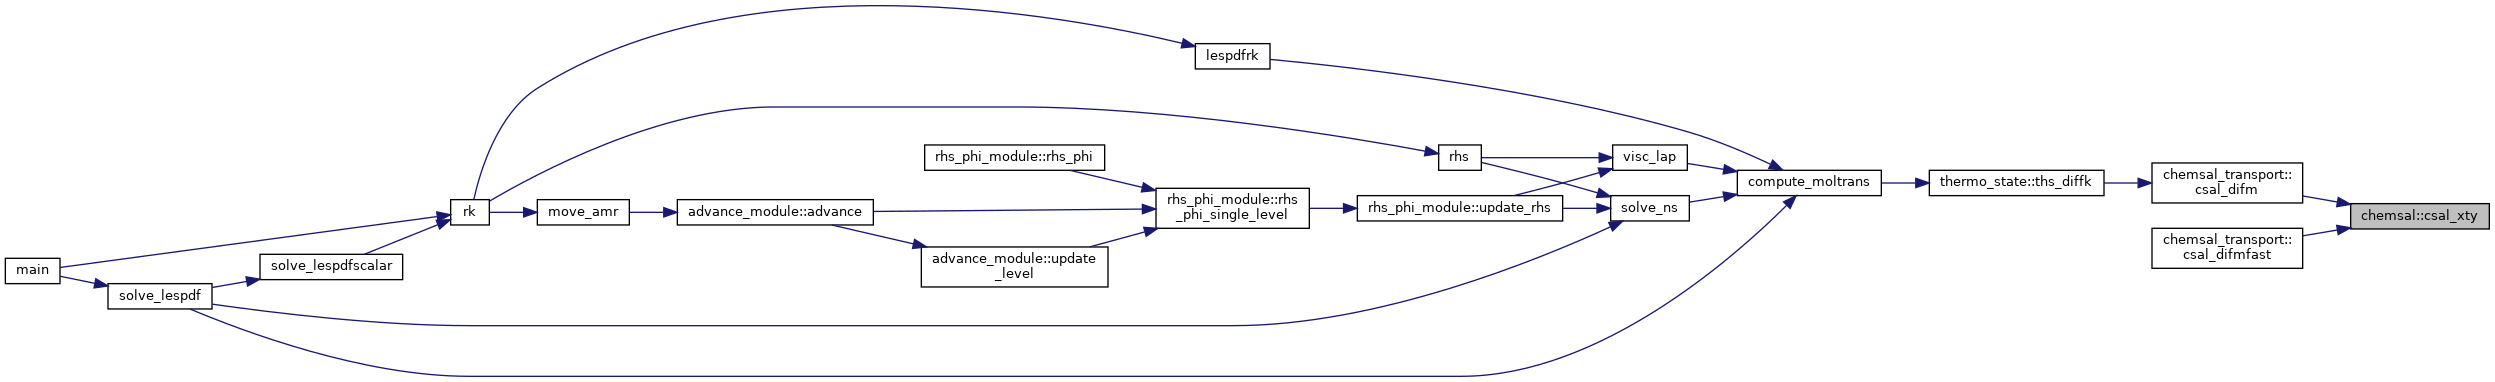 main
solve_lespdf
solve_lespdfscalar
rk
move_amr
advance_module::advance
rhs_phi_module::rhs_phi
advance_module::update
_level
rhs_phi_module::rhs
_phi_single_level
lespdfrk
rhs_phi_module::update_rhs
rhs
visc_lap
solve_ns
compute_moltrans
thermo_state::ths_diffk
chemsal_transport::
csal_difm
chemsal_transport::
csal_difmfast
chemsal::csal_xty